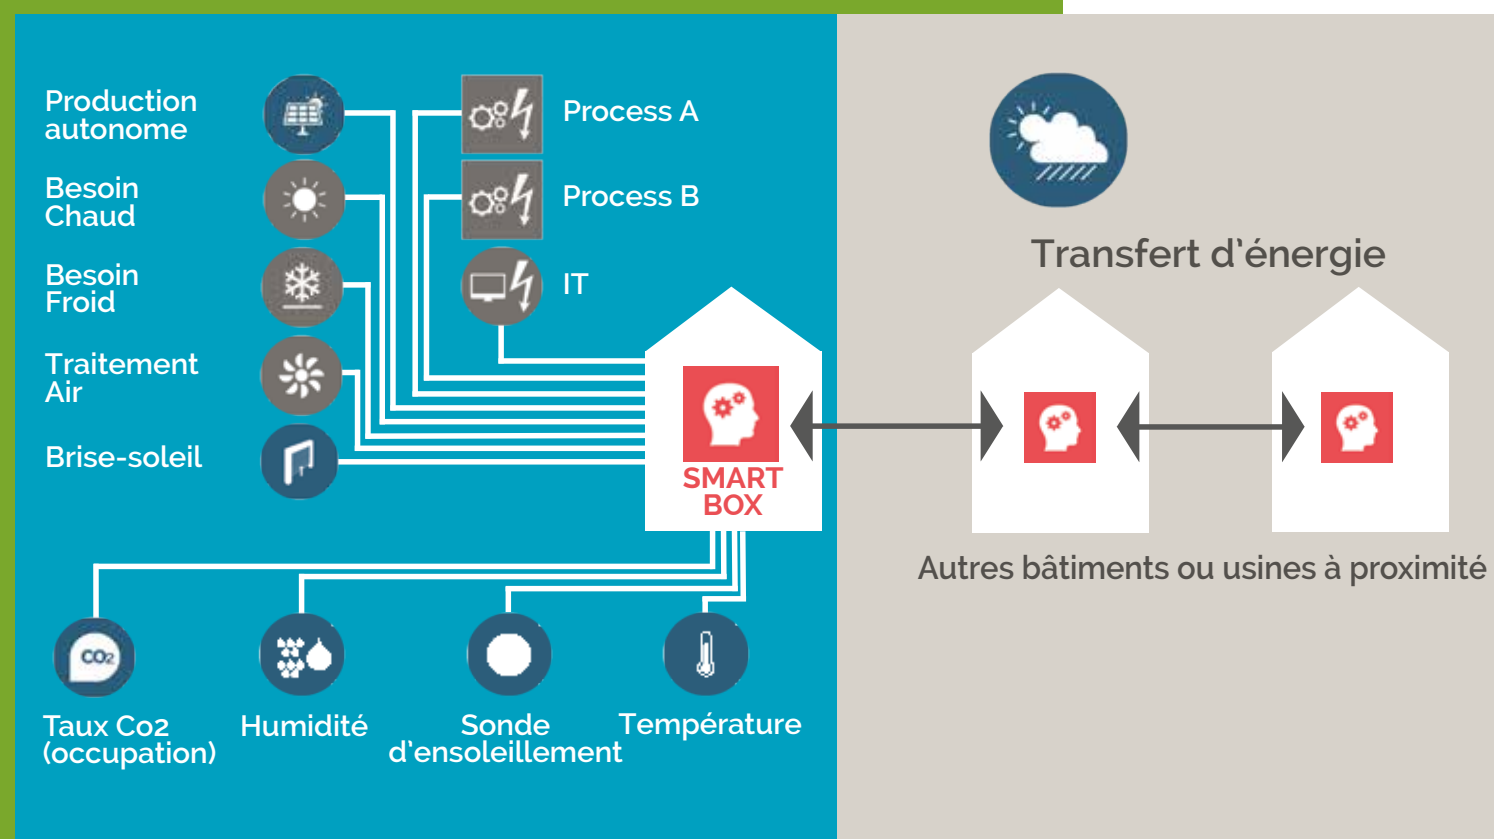 Production
autonome
Besoin
Chaud
Besoin
Froid
Traitement
Air
Brise-soleil
Process A
Process B
IT
SMART
BOX
Taux Co2
(occupation)
CO2
Humidité
Sonde
d'ensoleillement
Température
Transfert d'énergie
Autres bâtiments ou usines à proximité